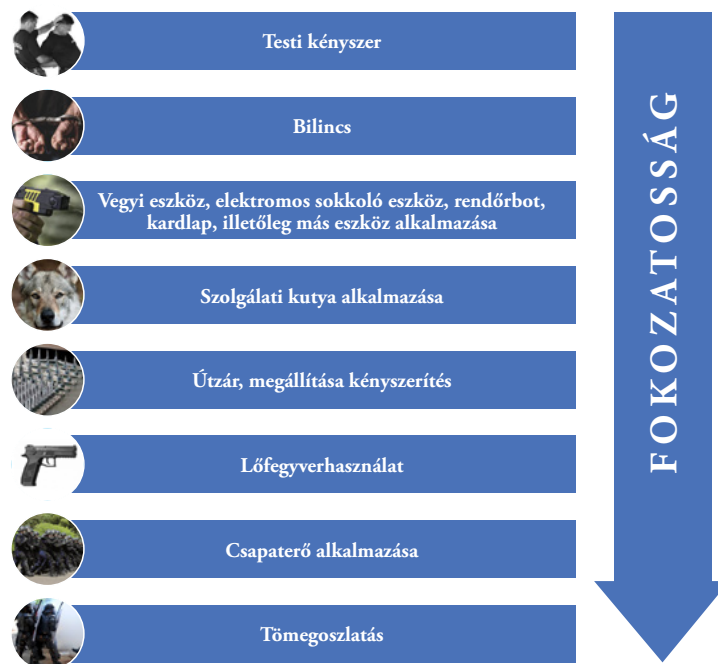 Testi kényszer
Bilincs
Vegyi eszköz, elektromos sokkoló eszköz, rendőrbot,
kardlap, illetőleg más eszköz alkalmazása
Szolgálati kutya alkalmazása
Útzár, megállítása kényszerítés
Lőfegyverhasználat
Csapaterő alkalmazása
Tömegoszlatás
FOKOZATOSSÁG